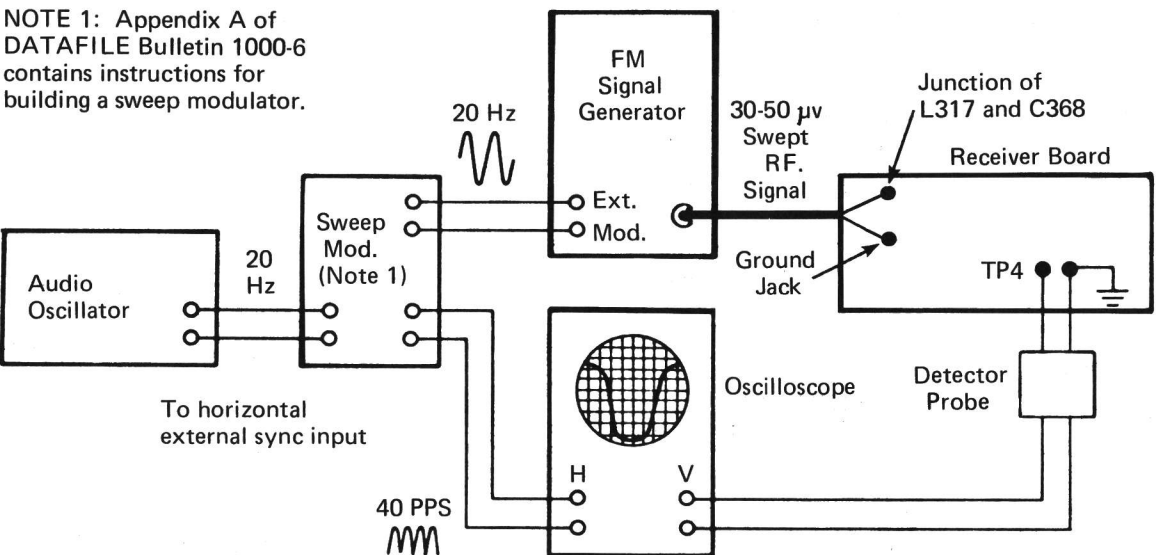 NOTE 1: Appendix A of
DATAFILE Bulletin 1000-6
contains instructions for
building a sweep modulator.
20 Hz
FM
Signal
Generator
Ext.
Mod.
30-50 µv
Swept
RF.
Signal
Junction of
L317 and C368
Receiver Board
Ground
Jack
TP4
Audio
Oscillator
20
Hz
Sweep
Mod.
(Note 1)
To horizontal
external sync input
40 PPS
H
V
Oscilloscope
Detector
Probe